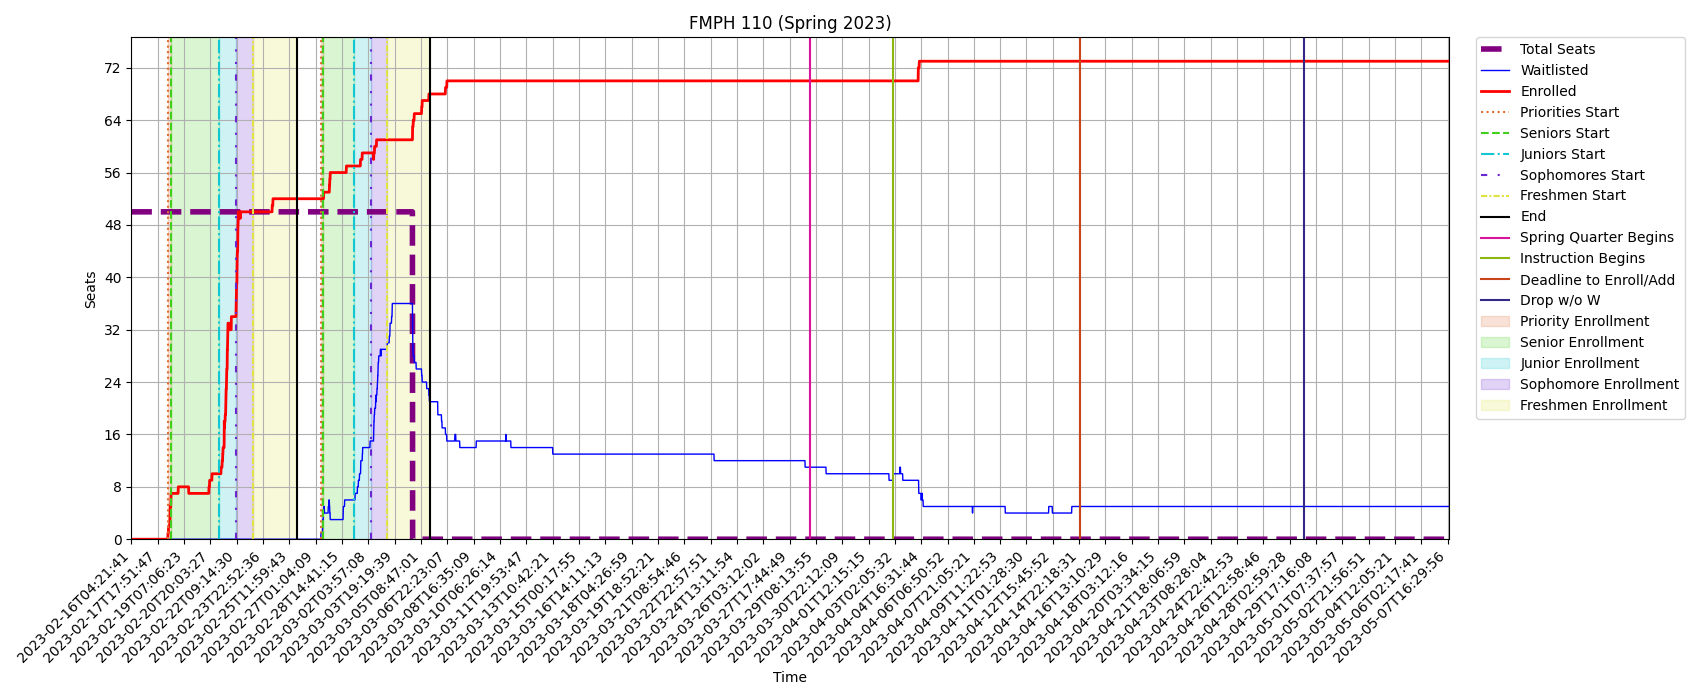 FMPH 110 (Spring 2023)
72
64
56
48
40
32
24
16
8
0
Seats
2023-02-16T04:21:41
2023-02-17T17:51:47
2023-02-19T07:06:23
2023-02-20T20:03:27
2023-02-22T09:14:30
2023-02-23T22:52:36
2023-02-25T11:59:43
2023-02-27T01:04:09
2023-02-28T14:41:15
2023-03-02T03:57:08
2023-03-03T19:19:39
2023-03-05T08:47:01
2023-03-06T22:23:07
2023-03-08T16:35:09
2023-03-10T06:26:14
2023-03-11T19:53:47
2023-03-13T10:42:21
2023-03-15T00:17:55
2023-03-16T14:11:13
2023-03-18T04:26:59
2023-03-19T18:52:21
2023-03-21T08:54:46
2023-03-22T22:57:51
2023-03-24T13:11:54
2023-03-26T03:12:02
2023-03-27T17:44:49
2023-03-29T08:13:55
2023-03-30T22:12:09
2023-04-01T12:15:15
2023-04-03T02:05:32
2023-04-04T16:31:44
2023-04-06T06:50:52
2023-04-07T21:05:21
2023-04-09T11:22:53
2023-04-11T01:28:30
2023-04-12T15:45:52
2023-04-14T22:18:31
2023-04-16T13:10:29
2023-04-18T03:12:16
2023-04-20T03:34:15
2023-04-21T18:06:59
2023-04-23T08:28:04
2023-04-24T22:42:53
2023-04-26T12:58:46
2023-04-28T02:59:28
2023-04-29T17:16:08
2023-05-01T07:37:57
2023-05-02T21:56:51
2023-05-04T12:05:21
2023-05-06T02:17:41
2023-05-07T16:29:56
Time
Total Seats
Waitlisted
Enrolled
Priorities Start
Seniors Start
Juniors Start
Sophomores Start
Freshmen Start
End
Spring Quarter Begins
Instruction Begins
Deadline to Enroll/Add
Drop w/o W
Priority Enrollment
Senior Enrollment
Junior Enrollment
Sophomore Enrollment
Freshmen Enrollment